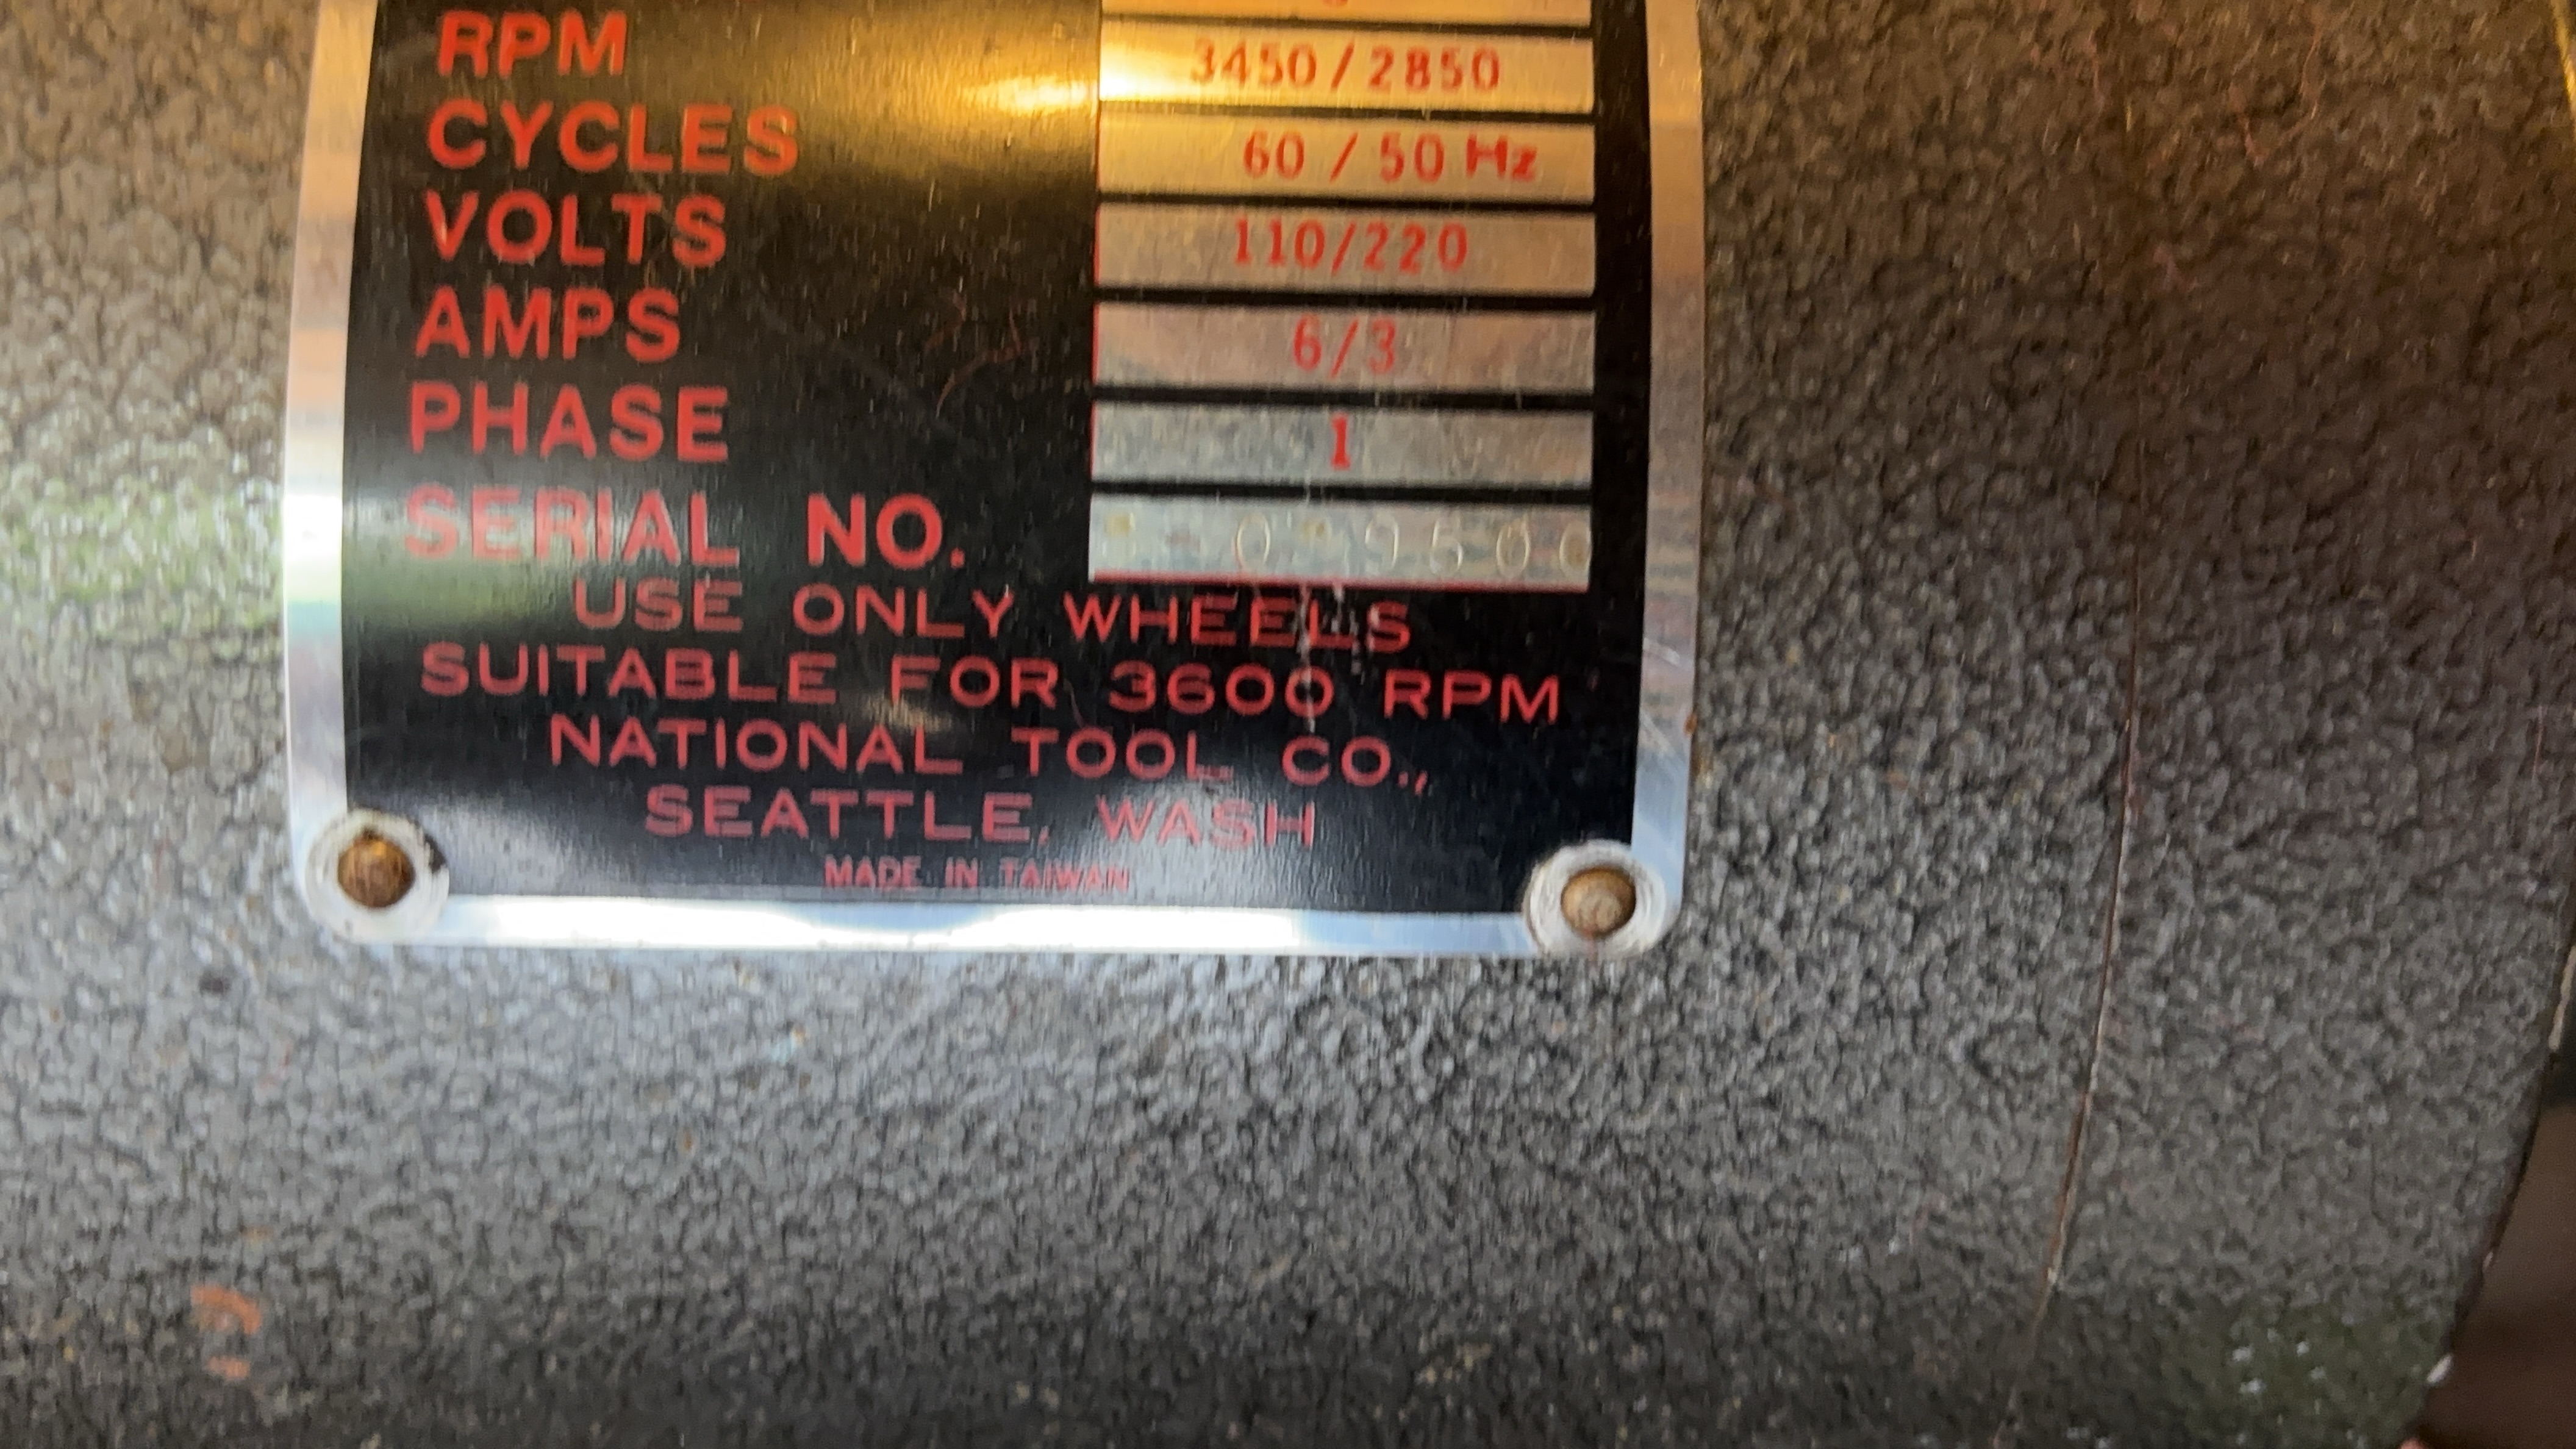 RPM 3450/2850
CYCLES 60/50 Hz
VOLTS 110/220
AMPS 6/3
PHASE 1
SERIAL NO.
USE ONLY WHEELS
SUITABLE FOR 3600 RPM
NATIONAL TOOL CO.,
SEATTLE, WASH
MADE IN TAIWAN